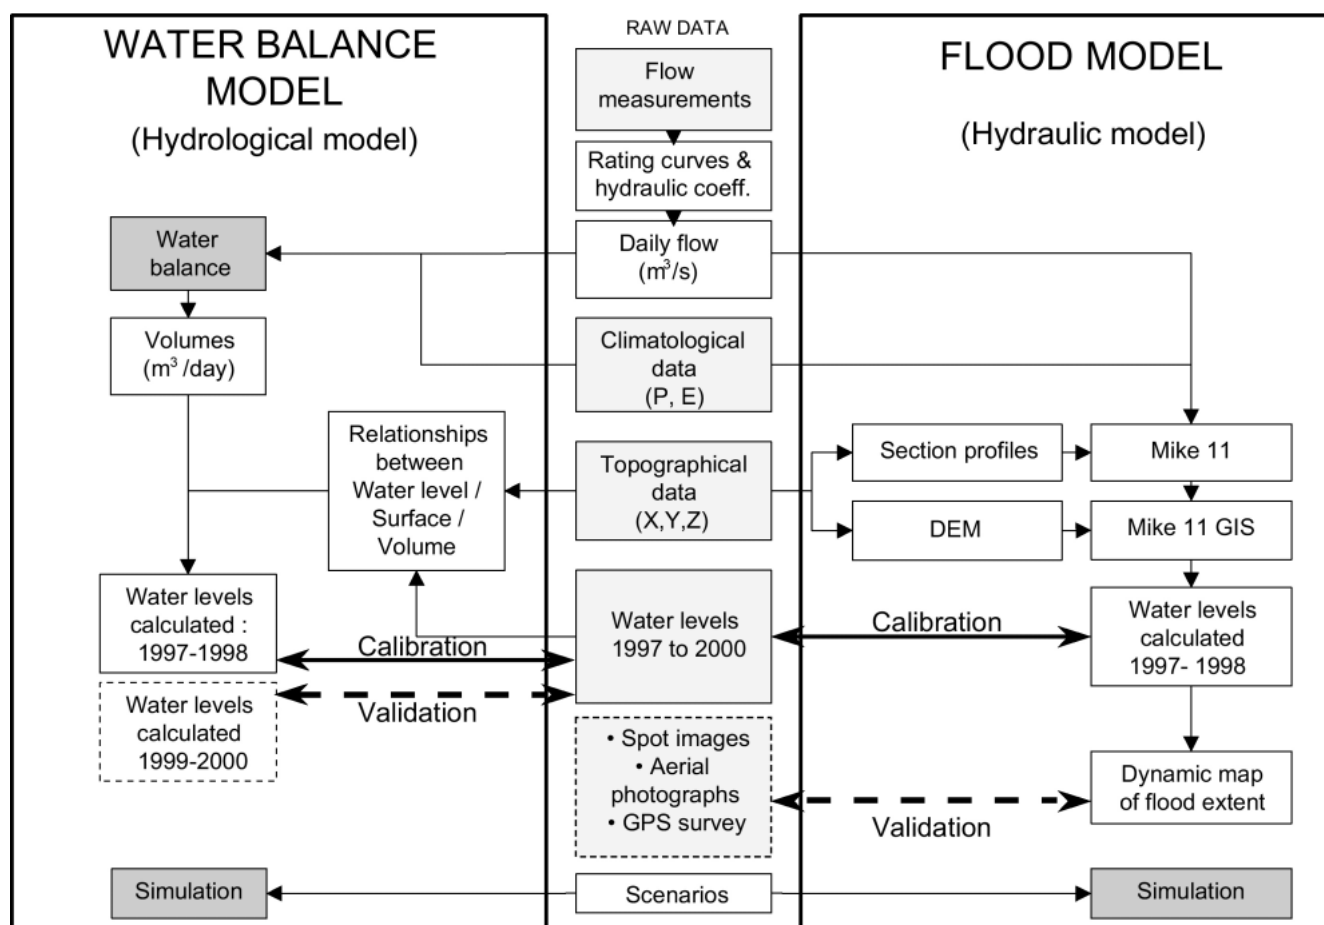 WATER BALANCE
MODEL
(Hydrological model)
Water
balance
Volumes
(m³ /day)
Relationships
between
Water level /
Surface /
Volume
Water levels
calculated :
1997-1998
Calibration
Water levels
calculated
1999-2000
Validation
Simulation
RAW DATA
Flow
measurements
Rating curves &
hydraulic coeff.
Daily flow
(m³/s)
Climatological
data
(P, E)
Topographical
data
(X,Y,Z)
Water levels
1997 to 2000
• Spot images
• Aerial
photographs
• GPS survey
Scenarios
FLOOD MODEL
(Hydraulic model)
Section profiles
Mike 11
DEM
Mike 11 GIS
Calibration
Water levels
calculated
1997- 1998
Dynamic map
of flood extent
Validation
Simulation